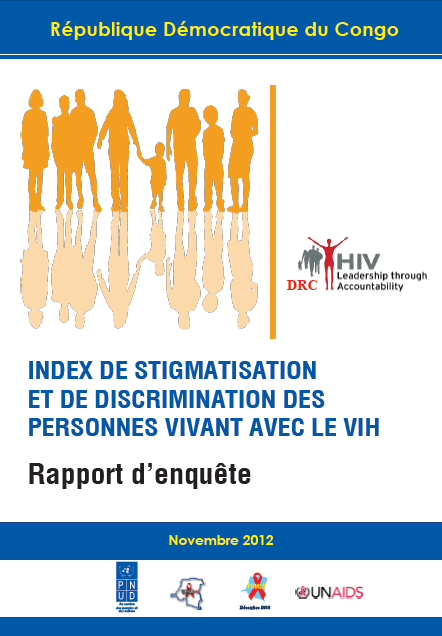 République Démocratique du Congo
HIV
Leadership through
DRC
Accountability
INDEX DE STIGMATISATION
ET DE DISCRIMINATION DES
PERSONNES VIVANT AVEC LE VIH
Rapport d’enquête
Novembre 2012
P N
U D
UNAIDS